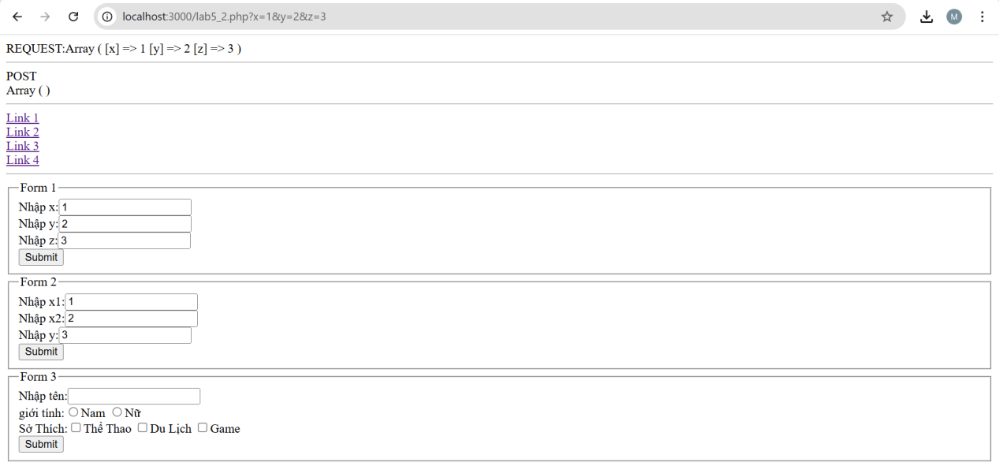 localhost:3000/lab5_2.php?x=1&y=2&z=3
M
REQUEST:Array ( [x] => 1 [y] => 2 [z] => 3 )
POST
Array ( )
Link 1
Link 2
Link 3
Link 4
Form 1
Nhập x: 1
Nhập y: 2
Nhập z: 3
Submit
Form 2
Nhập x1: 1
Nhập x2: 2
Nhập y: 3
Submit
Form 3
Nhập tên:
giới tính: Nam Nữ
Sở Thích: Thể Thao Du Lịch Game
Submit